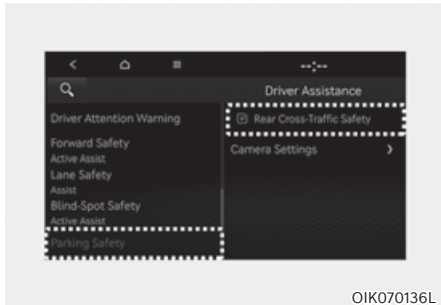 --:--
Driver Assistance
Driver Attention Warning
Forward Safety
Active Assist
Lane Safety
Assist
Blind-Spot Safety
Active Assist
Parking Safety
Rear Cross-Traffic Safety
Camera Settings
OIK070136L